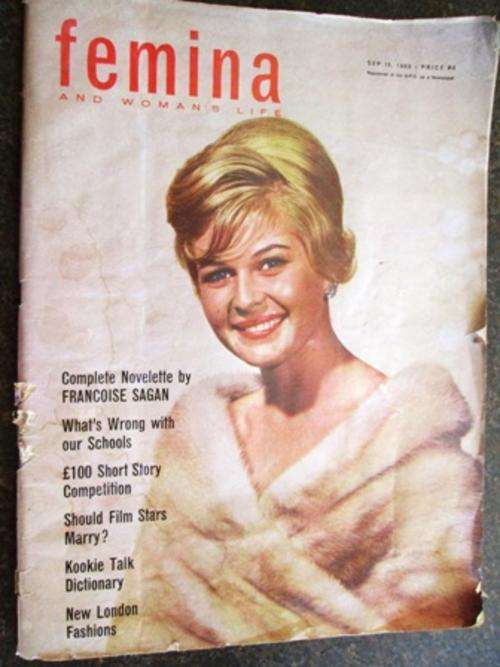 femina
AND WOMAN'S LIFE
Complete Novelette by
FRANCOISE SAGAN
What's Wrong with
our Schools
£100 Short Story
Competition
Should Film Stars
Marry?
Kookie Talk
Dictionary
New London
Fashions